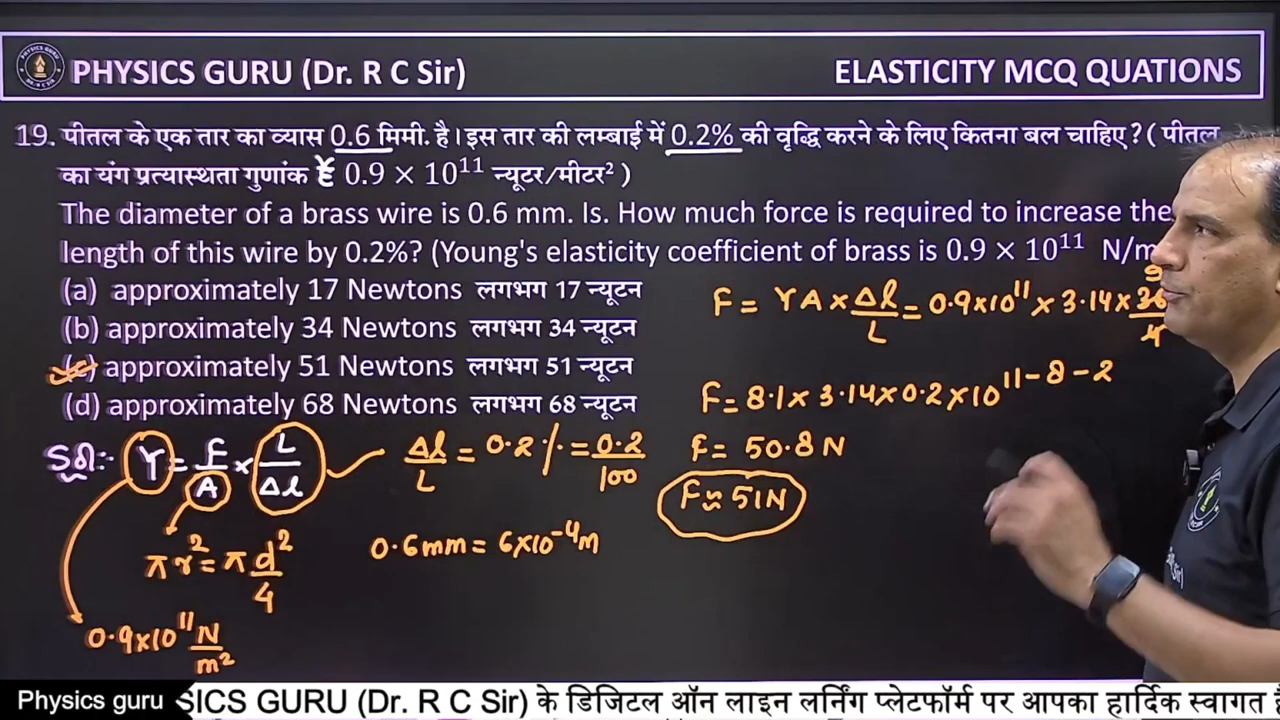 PHYSICS GURU (Dr. R C Sir)
ELASTICITY MCQ QUATIONS
19. पीतल के एक तार का व्यास 0.6 मिमी. है। इस तार की लम्बाई में 0.2% की वृद्धि करने के लिए कितना बल चाहिए ? ( पीतल
का यंग प्रत्यास्थता गुणांक Y 0.9 × 10¹¹ न्यूटर/मीटर² )
The diameter of a brass wire is 0.6 mm. Is. How much force is required to increase the
length of this wire by 0.2%? (Young's elasticity coefficient of brass is 0.9 × 10¹¹ N/m
(a) approximately 17 Newtons लगभग 17 न्यूटन
(b) approximately 34 Newtons लगभग 34 न्यूटन
(c) approximately 51 Newtons लगभग 51 न्यूटन
(d) approximately 68 Newtons लगभग 68 न्यूटन
F = YA × Δl/L = 0.9×10¹¹ × 3.14 × 36/4 9
F = 8.1 × 3.14 × 0.2 × 10¹¹⁻⁸⁻²
F = 50.8 N
F ≈ 51 N
Sol:- Y = F/A × L/Δl
Δl/L = 0.2 % = 0.2/100
πr² = πd²/4
0.6mm = 6×10⁻⁴m
0.9×10¹¹ N/m²
Physics guru
SICS GURU (Dr. R C Sir) के डिजिटल ऑन लाइन लर्निंग प्लेटफॉर्म पर आपका हार्दिक स्वागत है